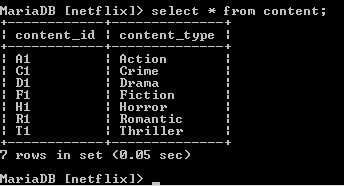 MariaDB [netflix]> select * from content;
+------------+--------------+
| content_id | content_type |
+------------+--------------+
| A1         | Action       |
| C1         | Crime        |
| D1         | Drama        |
| F1         | Fiction      |
| H1         | Horror       |
| R1         | Romantic     |
| T1         | Thriller     |
+------------+--------------+
7 rows in set (0.05 sec)
MariaDB [netflix]> _